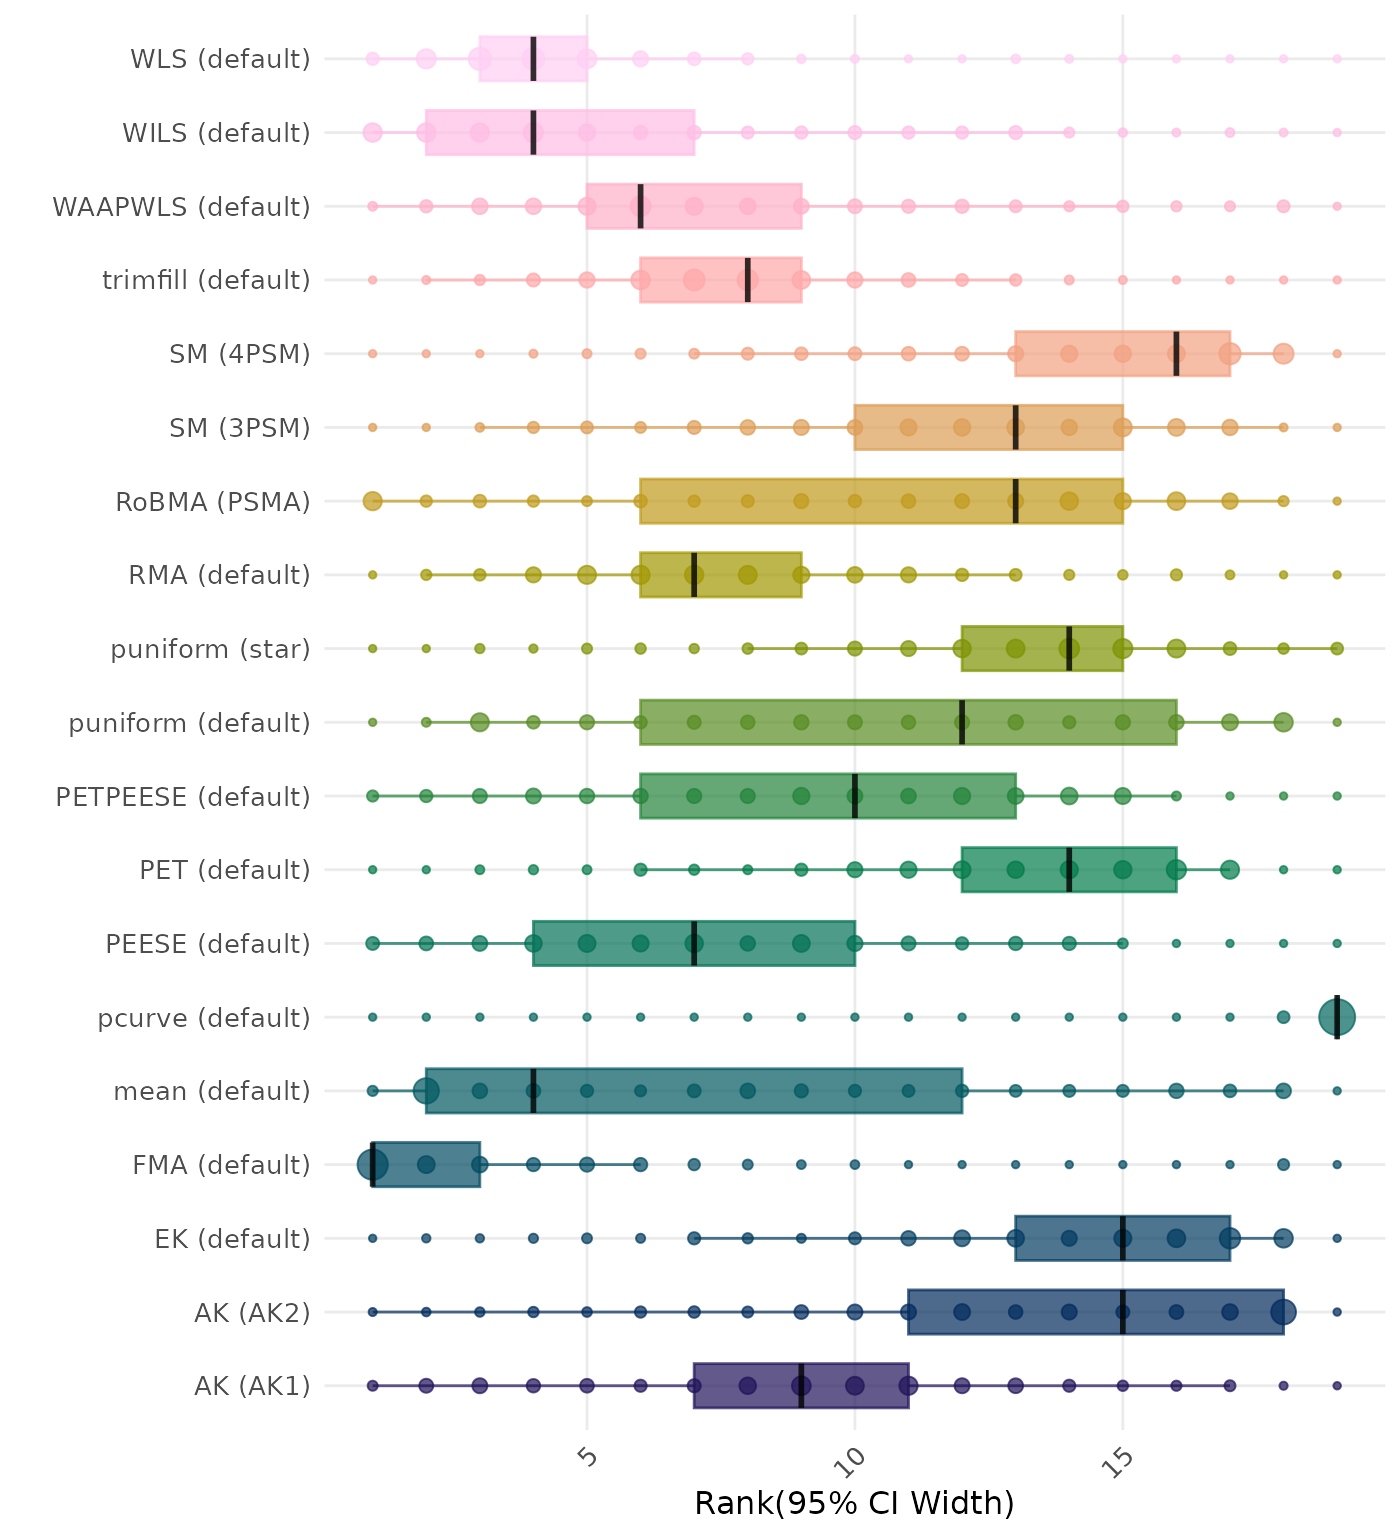 WLS (default)
WILS (default)
WAAPWLS (default)
trimfill (default)
SM (4PSM)
SM (3PSM)
RoBMA (PSMA)
RMA (default)
puniform (star)
puniform (default)
PETPEESE (default)
PET (default)
PEESE (default)
pcurve (default)
mean (default)
FMA (default)
EK (default)
AK (AK2)
AK (AK1)
5
10
15
Rank(95% CI Width)